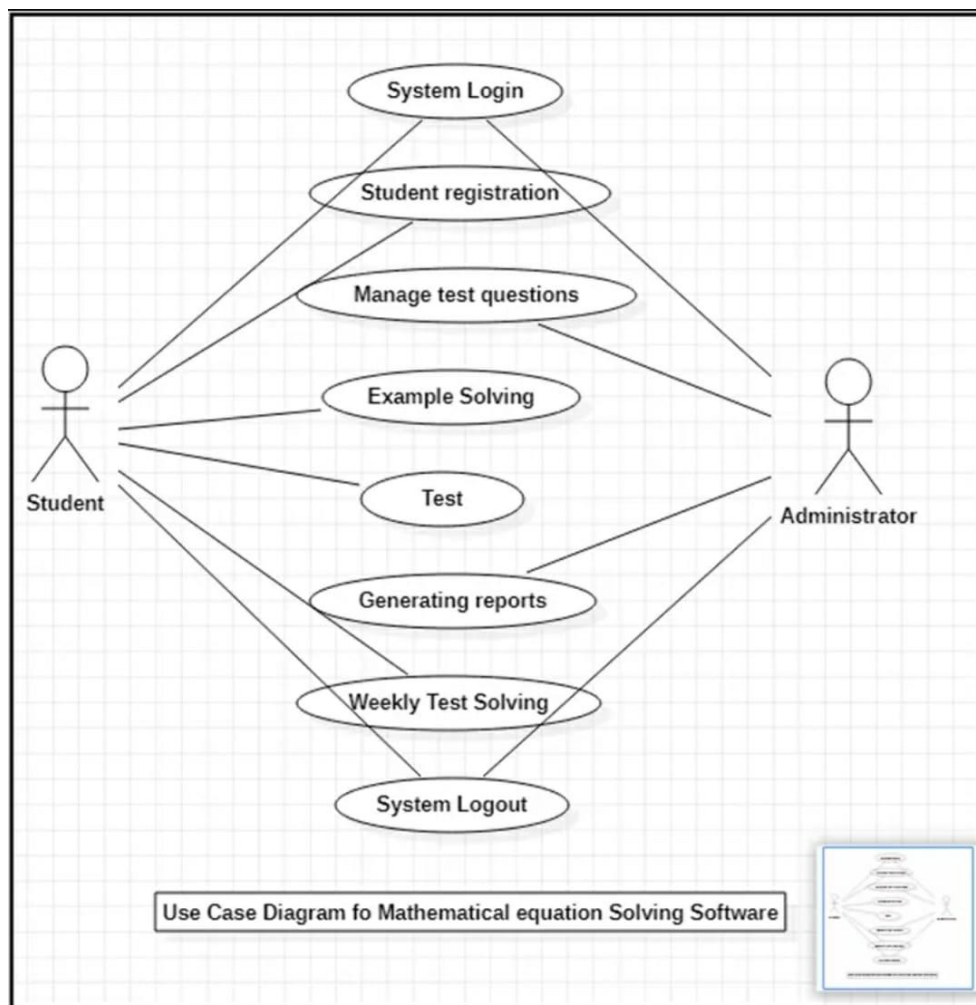 System Login
Student registration
Manage test questions
Example Solving
Student
Test
Administrator
Generating reports
Weekly Test Solving
System Logout
Use Case Diagram fo Mathematical equation Solving Software